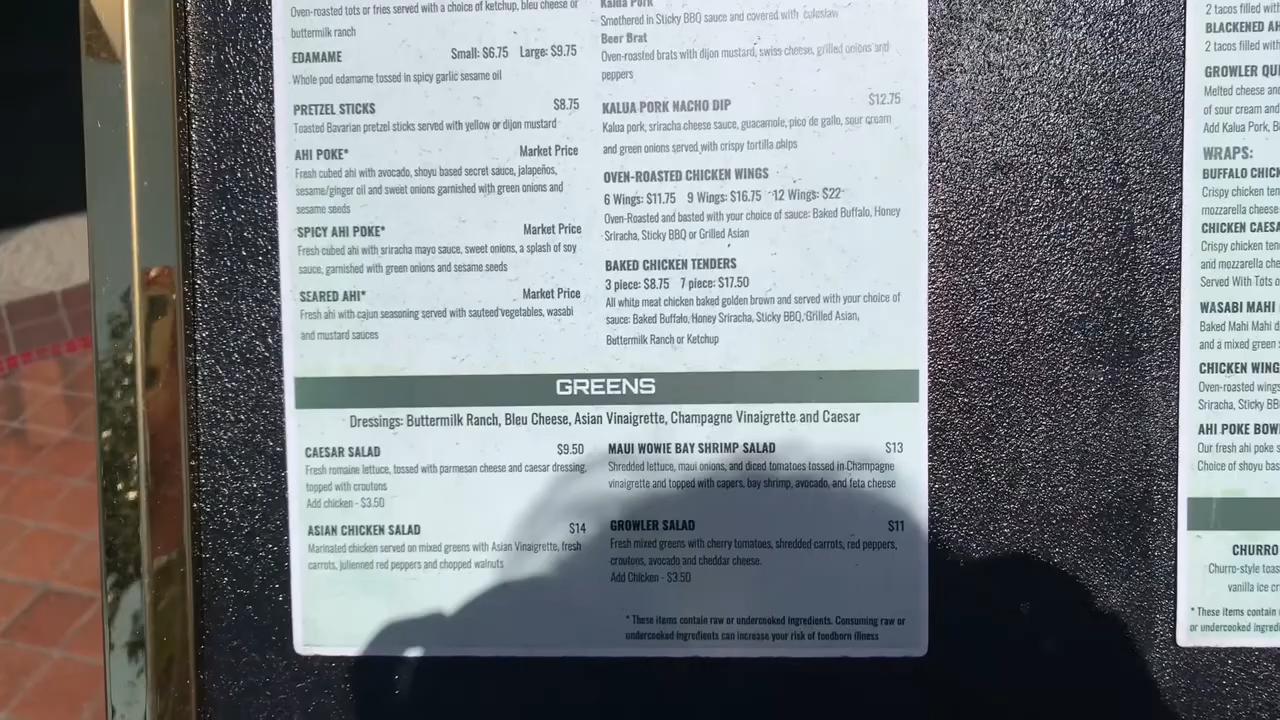 Oven-roasted tots or fries served with a choice of ketchup, bleu cheese or
buttermilk ranch
EDAMAME Small: $6.75 Large: $9.75
Whole pod edamame tossed in spicy garlic sesame oil
PRETZEL STICKS $8.75
Toasted Bavarian pretzel sticks served with yellow or dijon mustard
AHI POKE* Market Price
Fresh cubed ahi with avocado, shoyu based secret sauce, jalapeños,
sesame/ginger oil and sweet onions garnished with green onions and
sesame seeds
SPICY AHI POKE* Market Price
Fresh cubed ahi with sriracha mayo sauce, sweet onions, a splash of soy
sauce, garnished with green onions and sesame seeds
SEARED AHI* Market Price
Fresh ahi with cajun seasoning served with sauteed vegetables, wasabi
and mustard sauces
Kalua Pork
Smothered in Sticky BBQ sauce and covered with coleslaw
Beer Brat
Oven-roasted brats with dijon mustard, swiss cheese, grilled onions and
peppers
KALUA PORK NACHO DIP $12.75
Kalua pork, sriracha cheese sauce, guacamole, pico de gallo, sour cream
and green onions served with crispy tortilla chips
OVEN-ROASTED CHICKEN WINGS
6 Wings: $11.75 9 Wings: $16.75 12 Wings: $22
Oven-Roasted and basted with your choice of sauce: Baked Buffalo, Honey
Sriracha, Sticky BBQ or Grilled Asian
BAKED CHICKEN TENDERS
3 piece: $8.75 7 piece: $17.50
All white meat chicken baked golden brown and served with your choice of
sauce: Baked Buffalo, Honey Sriracha, Sticky BBQ, Grilled Asian,
Buttermilk Ranch or Ketchup
GREENS
Dressings: Buttermilk Ranch, Bleu Cheese, Asian Vinaigrette, Champagne Vinaigrette and Caesar
CAESAR SALAD $9.50
Fresh romaine lettuce, tossed with parmesan cheese and caesar dressing,
topped with croutons
Add chicken - $3.50
ASIAN CHICKEN SALAD $14
Marinated chicken served on mixed greens with Asian Vinaigrette, fresh
carrots, julienned red peppers and chopped walnuts
MAUI WOWIE BAY SHRIMP SALAD $13
Shredded lettuce, maui onions, and diced tomatoes tossed in Champagne
vinaigrette and topped with capers, bay shrimp, avocado, and feta cheese
GROWLER SALAD $11
Fresh mixed greens with cherry tomatoes, shredded carrots, red peppers,
croutons, avocado and cheddar cheese.
Add Chicken - $3.50
* These items contain raw or undercooked ingredients. Consuming raw or
undercooked ingredients can increase your risk of foodborn illness
2 tacos filled with
BLACKENED AH
2 tacos filled with
GROWLER QU
Melted cheese and
of sour cream and
Add Kalua Pork, B
WRAPS:
BUFFALO CHICK
Crispy chicken ten
mozzarella cheese
CHICKEN CAESA
Crispy chicken ten
and mozzarella che
Served With Tots o
WASABI MAHI
Baked Mahi Mahi d
and a mixed green
CHICKEN WING
Oven-roasted wings
Sriracha, Sticky BB
AHI POKE BOW
Our fresh ahi poke s
Choice of shoyu bas
CHURRO
Churro-style toas
vanilla ice cr
* These items contain
or undercooked ingredi